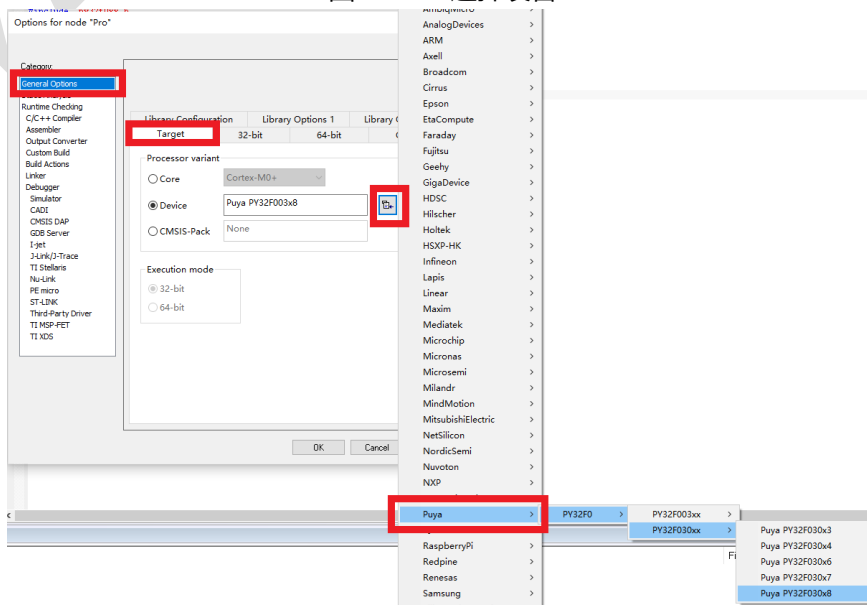 Options for node "Pro"
Category:
General Options
Runtime Checking
C/C++ Compiler
Assembler
Output Converter
Custom Build
Build Actions
Linker
Debugger
Simulator
CADI
CMSIS DAP
GDB Server
I-jet
J-Link/J-Trace
TI Stellaris
Nu-Link
PE micro
ST-LINK
Third-Party Driver
TI MSP-FET
TI XDS
Library Configuration Library Options 1 Library
Target 32-bit 64-bit
Processor variant
Core Cortex-M0+
Device Puya PY32F003x8
CMSIS-Pack None
Execution mode
32-bit
64-bit
OK Cancel
AmbiqMicro
AnalogDevices
ARM
Axell
Broadcom
Cirrus
Epson
EtaCompute
Faraday
Fujitsu
Geehy
GigaDevice
HDSC
Hilscher
Holtek
HSXP-HK
Infineon
Lapis
Linear
Maxim
Mediatek
Microchip
Micronas
Microsemi
Milandr
MindMotion
MitsubishiElectric
NetSilicon
NordicSemi
Nuvoton
NXP
Puya
RaspberryPi
Redpine
Renesas
Samsung
PY32F0
PY32F003xx
PY32F030xx
Puya PY32F030x3
Puya PY32F030x4
Puya PY32F030x6
Puya PY32F030x7
Puya PY32F030x8